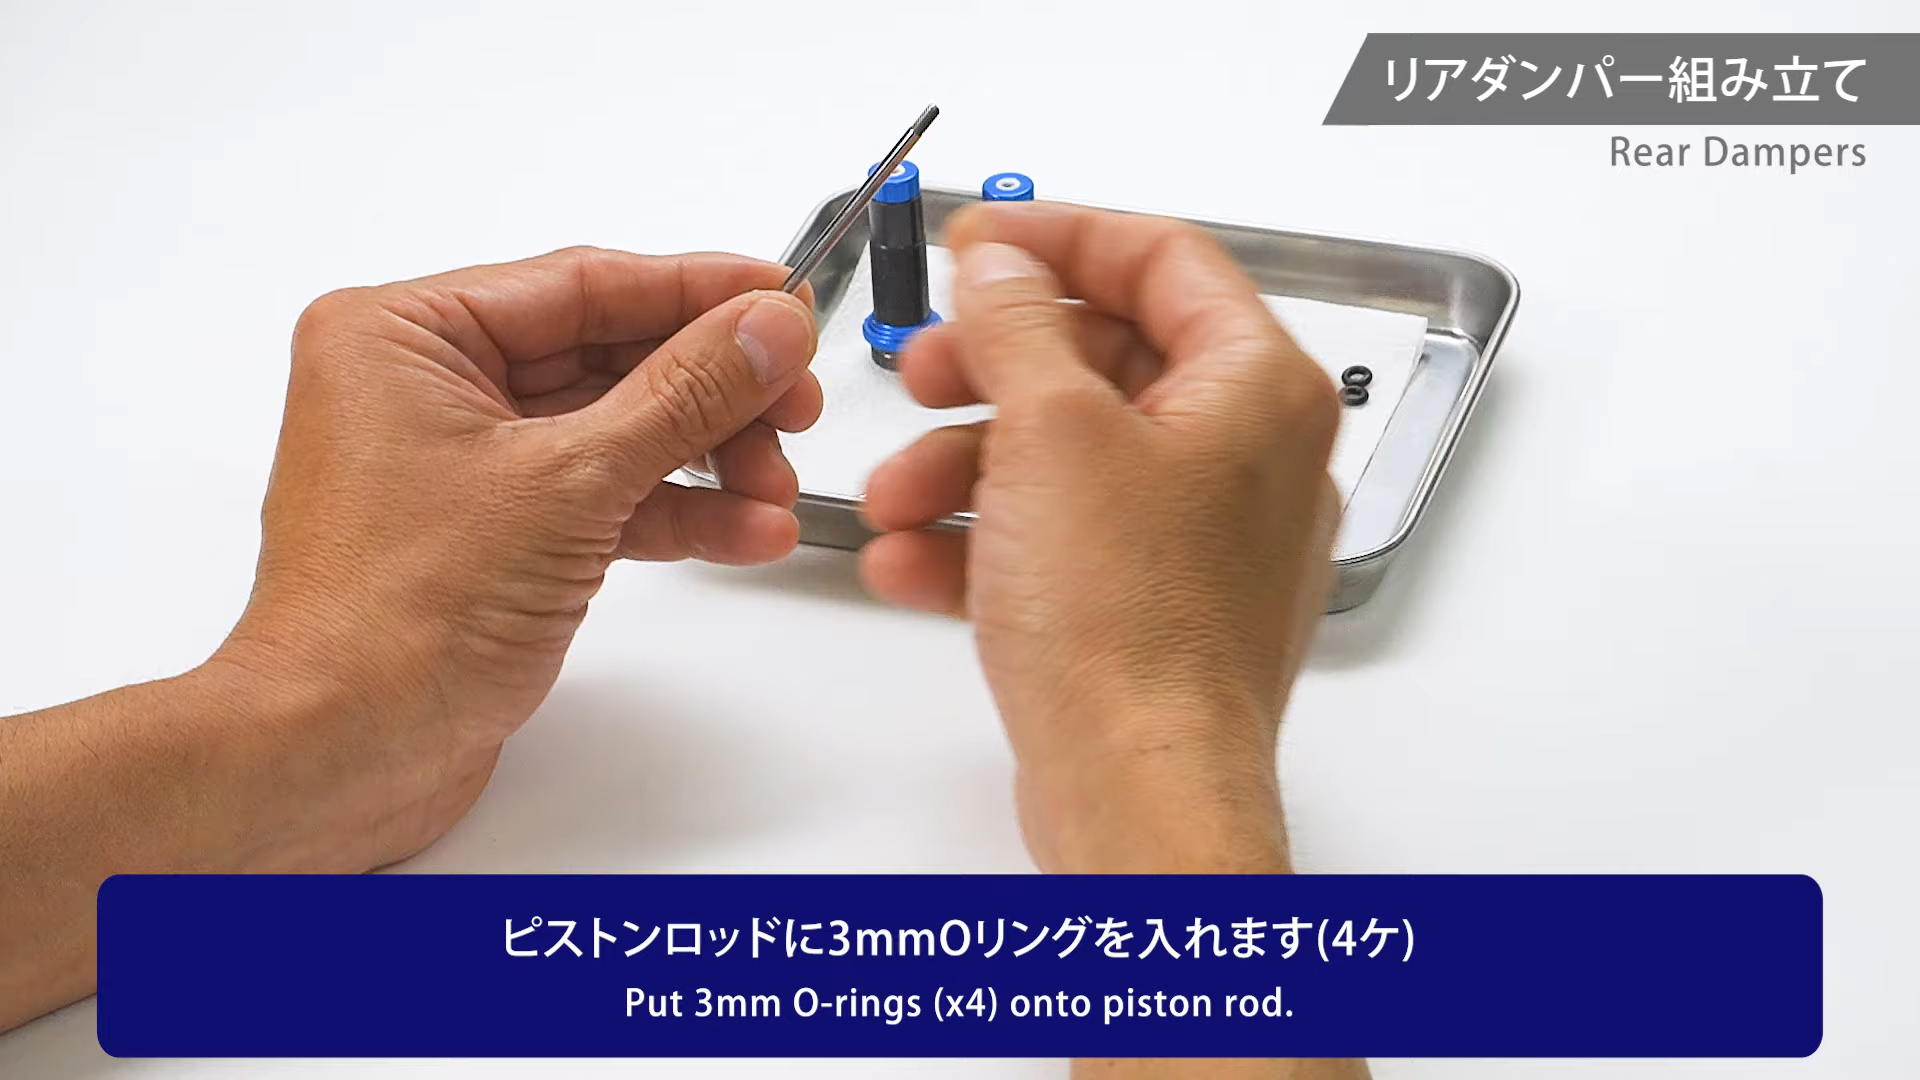 リアダンパー組み立て
Rear Dampers
ピストンロッドに3mmOリングを入れます(4ケ)
Put 3mm O-rings (x4) onto piston rod.